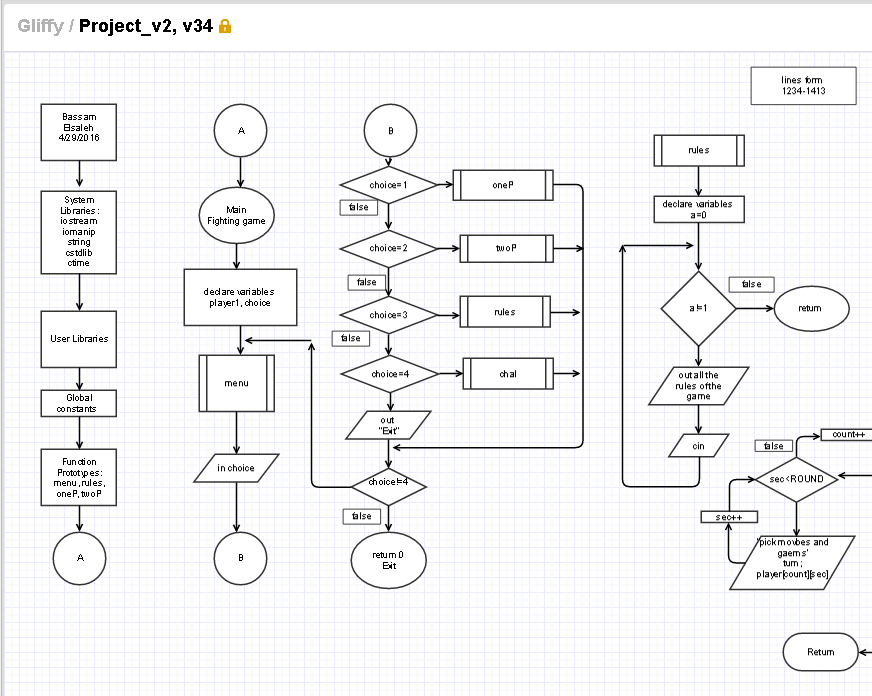 Gliffy / Project_v2, v34
lines form
1234-1413
Bassam
Elsaleh
4/29/2016
System
Libraries:
iostream
iomanip
string
cstdlib
ctime
User Libraries
Global
constants
Function
Prototypes:
menu, rules,
oneP, twoP
A
A
Main
Fighting game
declare variables
player1, choice
menu
in choice
B
B
choice=1
oneP
false
choice=2
twoP
false
choice=3
rules
false
choice=4
chal
out
"Exit"
choice!=4
false
return 0
Exit
rules
declare variables
a=0
a!=1
false
return
out all the
rules of the
game
cin
false
count++
sec<ROUND
sec++
'pick movbes and
gaems'
turn;
player[count][sec]
Return